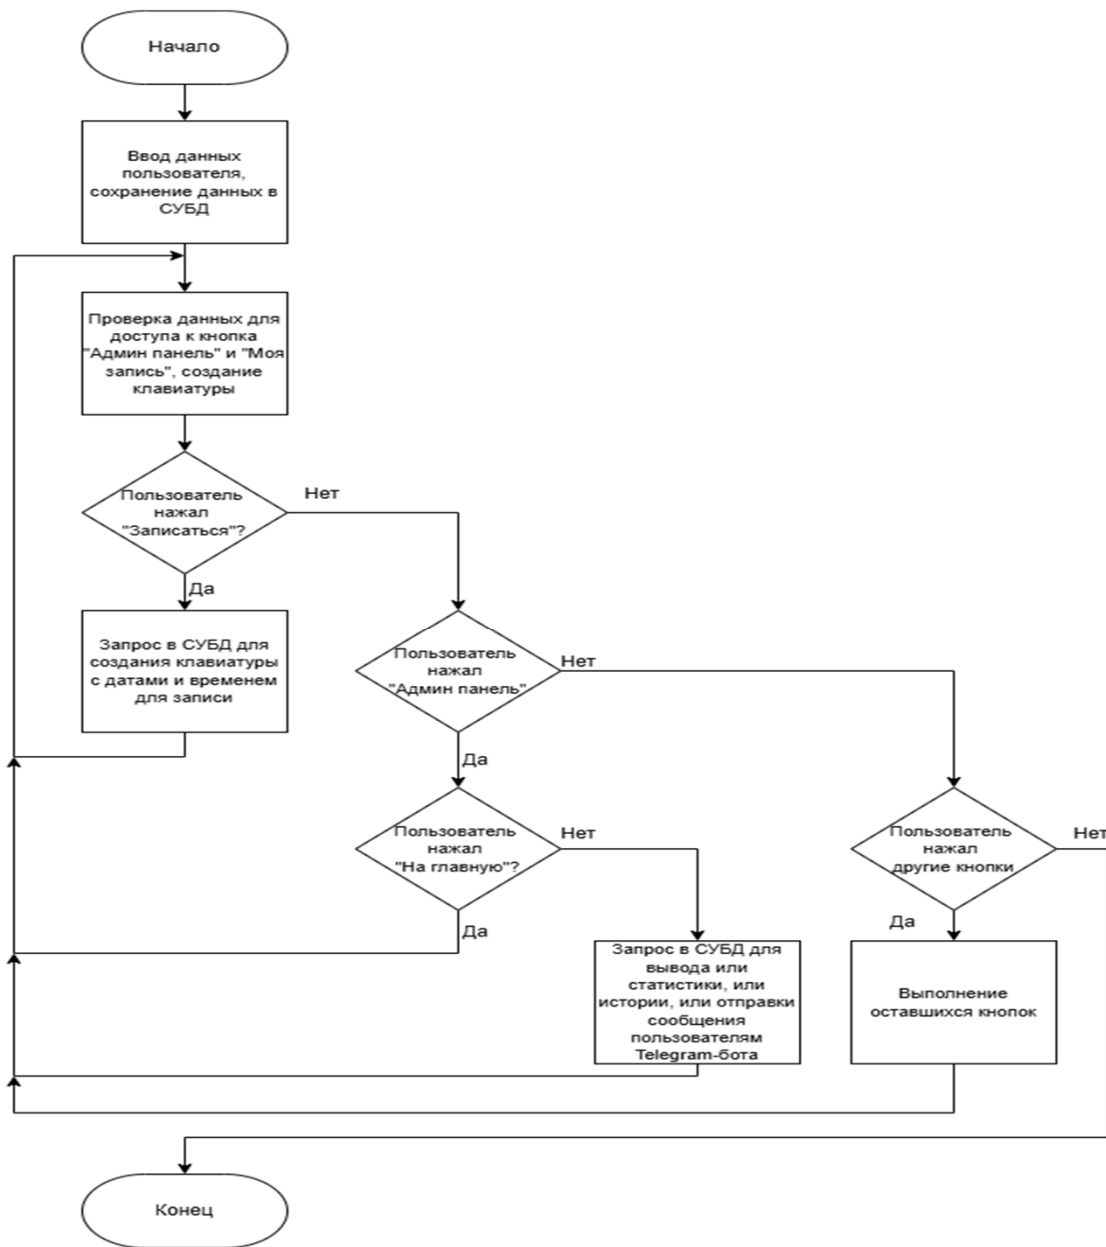 Начало
Ввод данных
пользователя,
сохранение данных в
СУБД
Проверка данных для
доступа к кнопка
"Админ панель" и "Моя
запись", создание
клавиатуры
Пользователь
нажал
"Записаться"?
Нет
Да
Запрос в СУБД для
создания клавиатуры
с датами и временем
для записи
Пользователь
нажал
"Админ панель"
Нет
Да
Пользователь
нажал
"На главную"?
Нет
Да
Запрос в СУБД для
вывода или
статистики, или
истории, или отправки
сообщения
пользователям
Telegram-бота
Пользователь
нажал
другие кнопки
Нет
Да
Выполнение
оставшихся кнопок
Конец